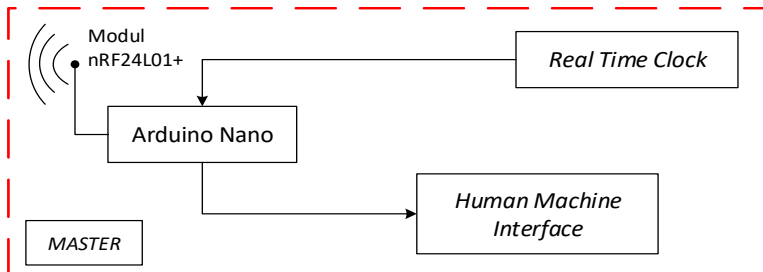 Modul
nRF24L01+
Real Time Clock
Arduino Nano
Human Machine
Interface
MASTER